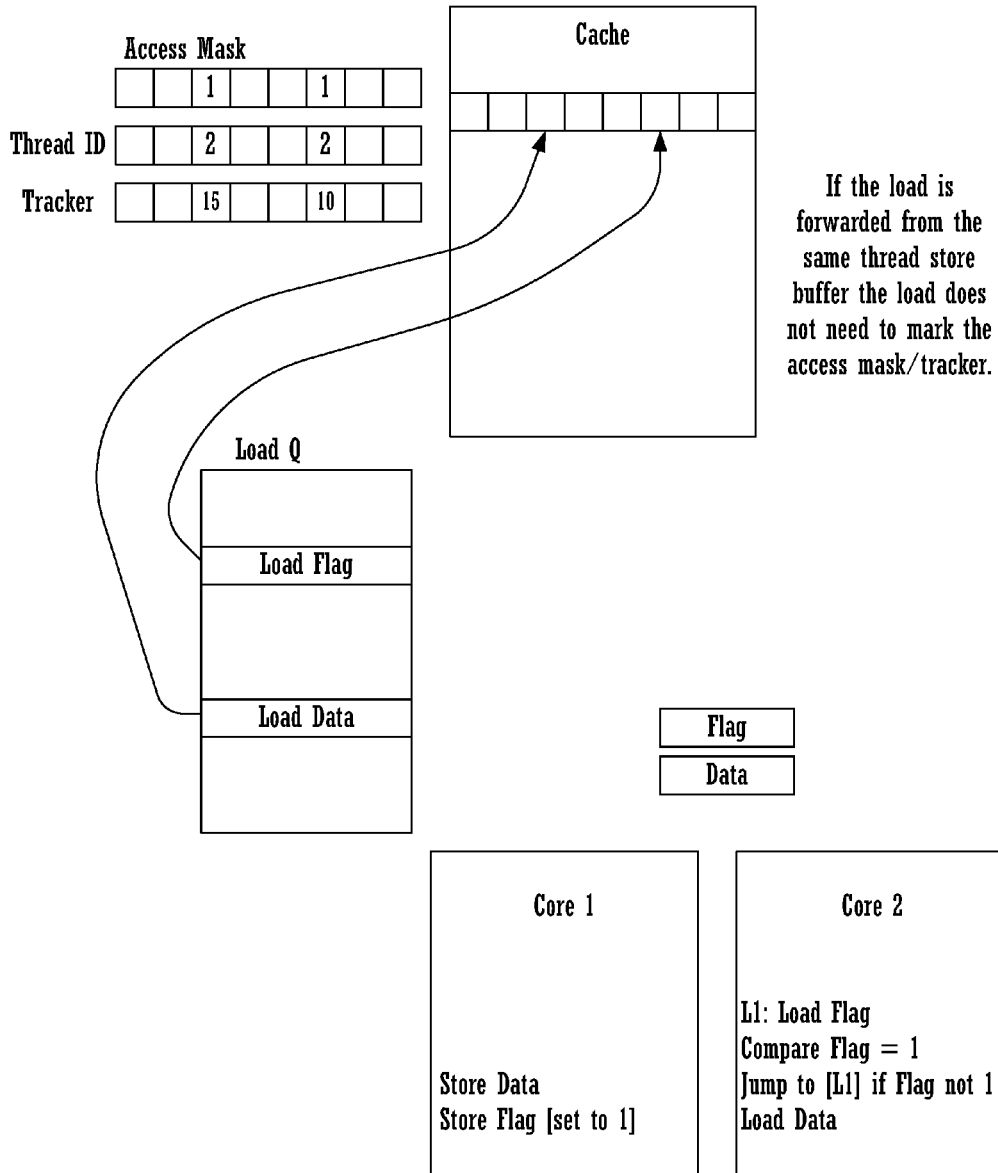 Cache
Access Mask
1 1
Thread ID 2 2
Tracker 15 10
If the load is
forwarded from the
same thread store
buffer the load does
not need to mark the
access mask/tracker.
Load Q
Load Flag
Load Data
Flag
Data
Core 1
Store Data
Store Flag [set to 1]
Core 2
L1: Load Flag
Compare Flag = 1
Jump to [L1] if Flag not 1
Load Data